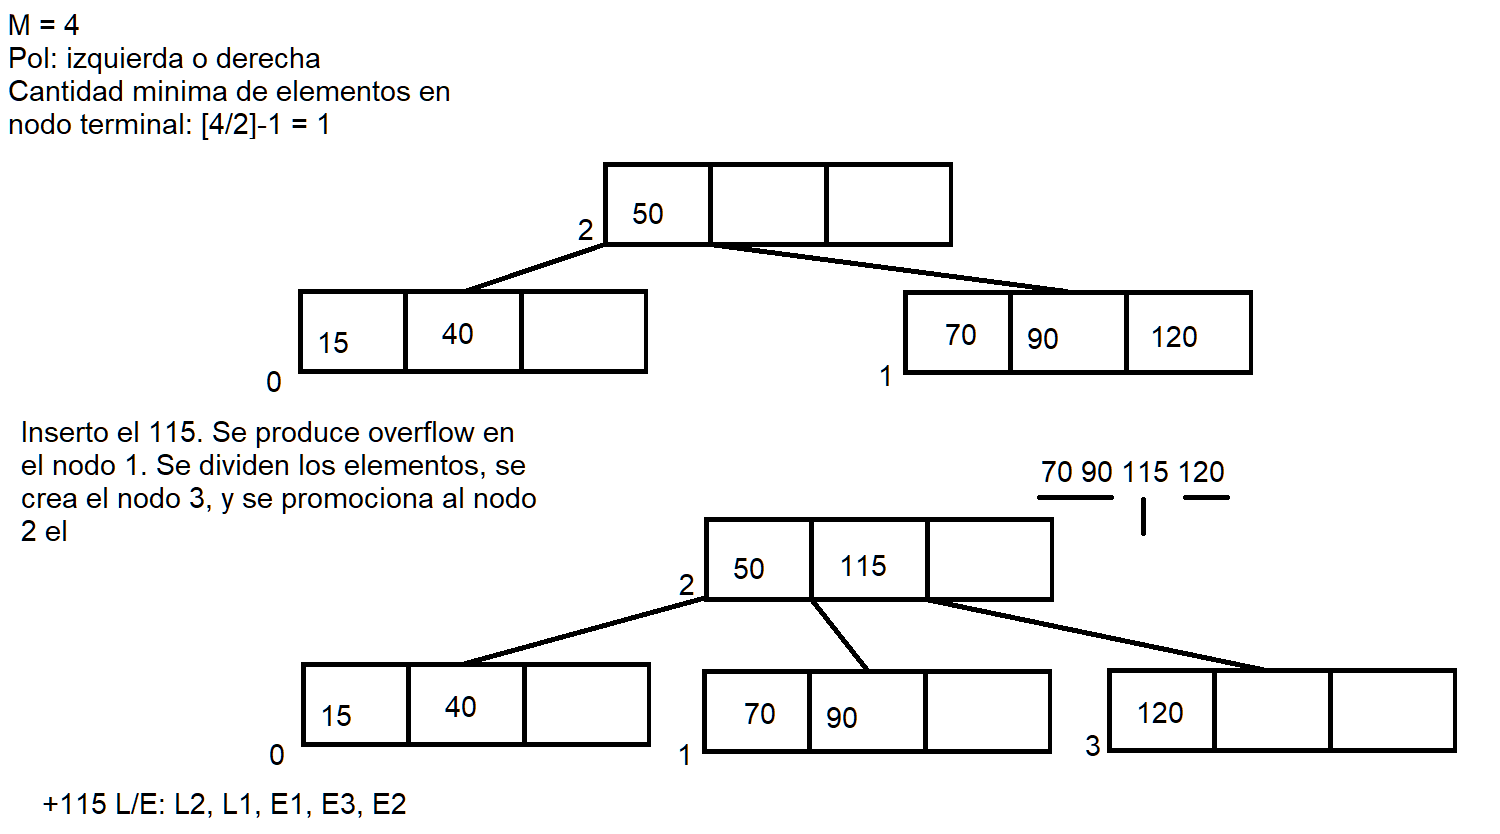 M = 4
Pol: izquierda o derecha
Cantidad minima de elementos en
nodo terminal: [4/2]-1 = 1
50
2
15 40
0
70 90 120
1
Inserto el 115. Se produce overflow en
el nodo 1. Se dividen los elementos, se
crea el nodo 3, y se promociona al nodo
2 el
70 90 115 120
50 115
2
15 40
0
70 90
1
120
3
+115 L/E: L2, L1, E1, E3, E2